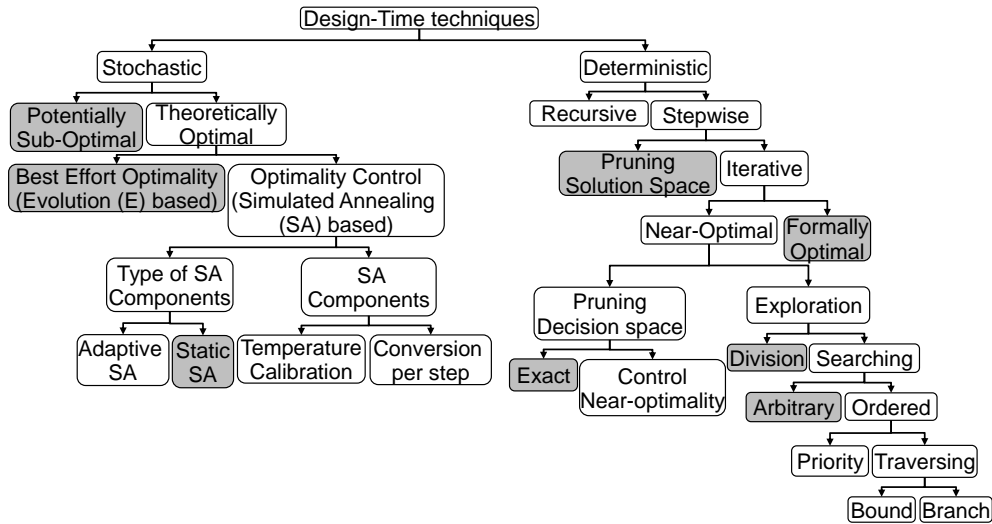 Design-Time techniques
Stochastic
Deterministic
Potentially
Sub-Optimal
Theoretically
Optimal
Recursive
Stepwise
Best Effort Optimality
(Evolution (E) based)
Optimality Control
(Simulated Annealing
(SA) based)
Pruning
Solution Space
Iterative
Near-Optimal
Formally
Optimal
Type of SA
Components
SA
Components
Pruning
Decision space
Exploration
Adaptive
SA
Static
SA
Temperature
Calibration
Conversion
per step
Exact
Control
Near-optimality
Division
Searching
Arbitrary
Ordered
Priority
Traversing
Bound
Branch